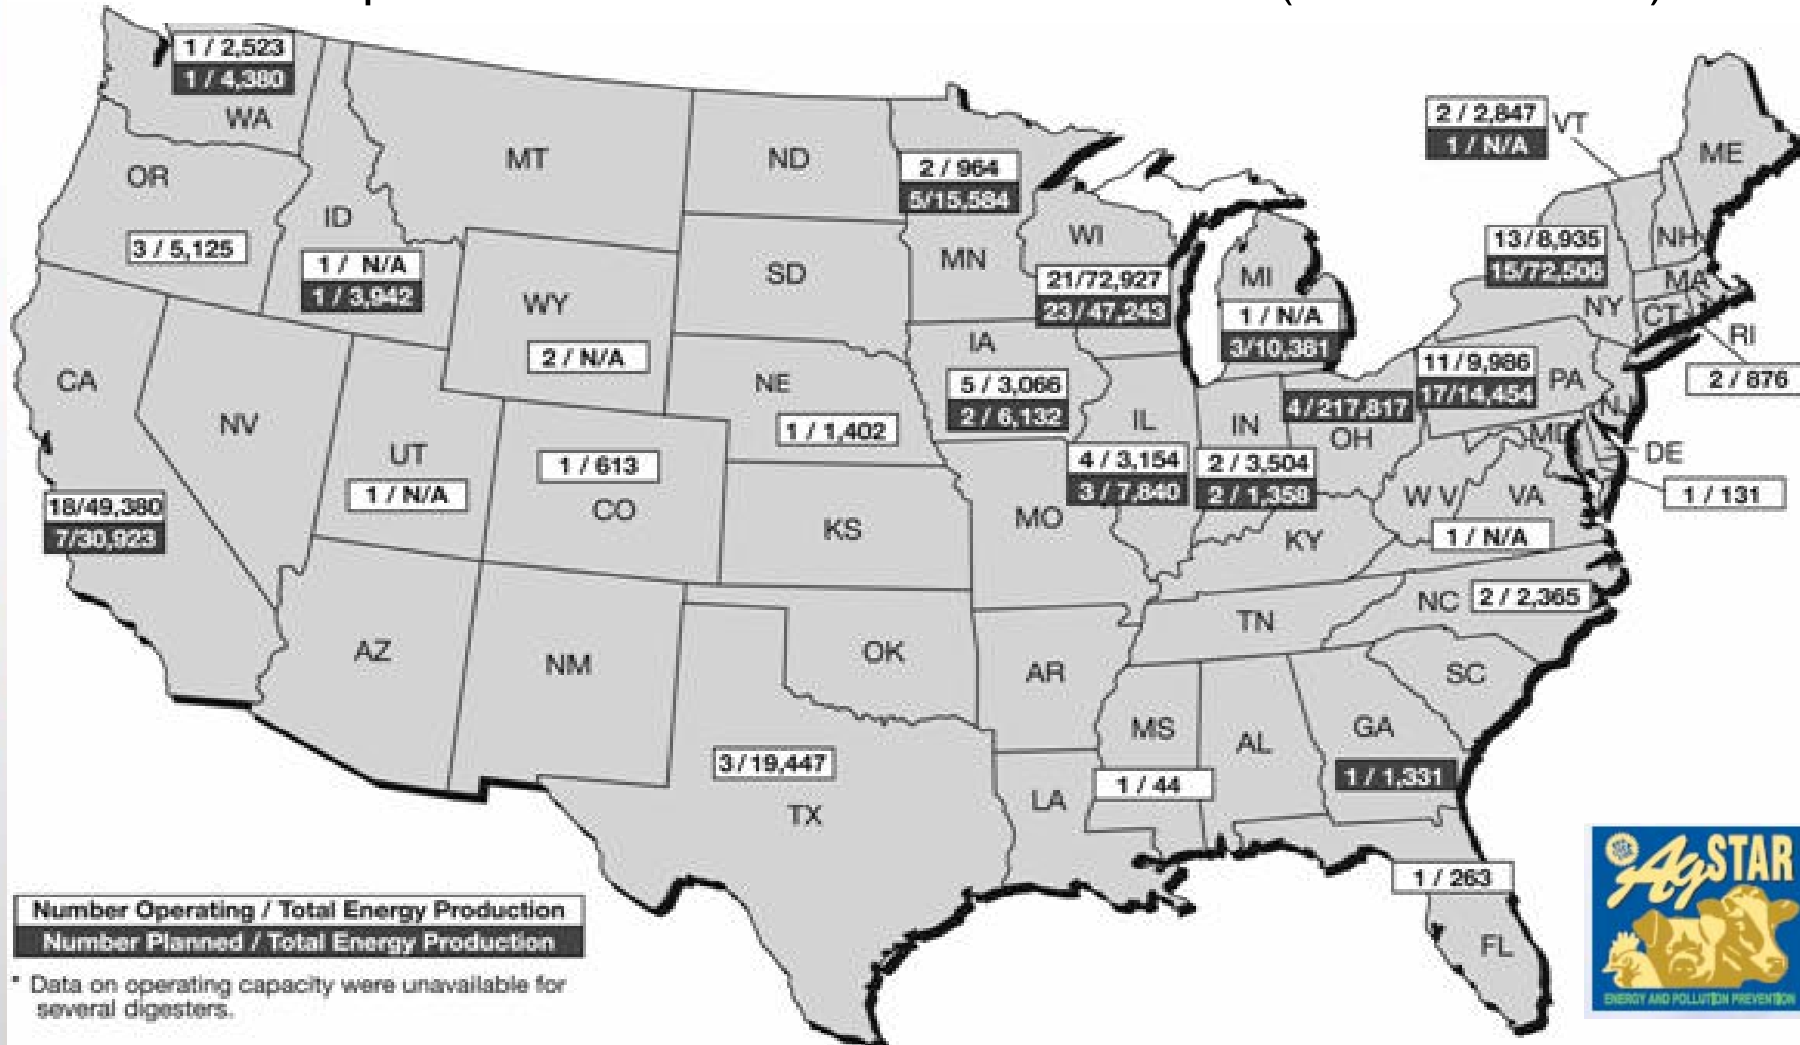 1 / 2,523
1 / 4,380
WA
OR
3 / 5,125
ID
1 / N/A
1 / 3,942
MT
ND
2 / 964
5/15,584
MN
WI
21/72,927
23/47,243
MI
1 / N/A
3/10,381
2 / 2,847
1 / N/A
VT
ME
13/8,935
15/72,506
NH
MA
NY
CT
RI
2 / 876
SD
WY
2 / N/A
NE
1 / 1,402
IA
5 / 3,066
2 / 6,132
IL
4 / 3,154
3 / 7,840
IN
2 / 3,504
2 / 1,358
4/217,817
OH
11/9,986
17/14,454
PA
NJ
MD
DE
1 / 131
CA
18/49,380
7/30,923
NV
UT
1 / N/A
1 / 613
CO
KS
MO
KY
W V
VA
1 / N/A
NC
2 / 2,365
TN
AZ
NM
OK
AR
SC
MS
1 / 44
AL
GA
1 / 1,331
3/19,447
TX
LA
1 / 263
FL
Number Operating / Total Energy Production
Number Planned / Total Energy Production
* Data on operating capacity were unavailable for
several digesters.
AgSTAR
ENERGY AND POLLUTION PREVENTION